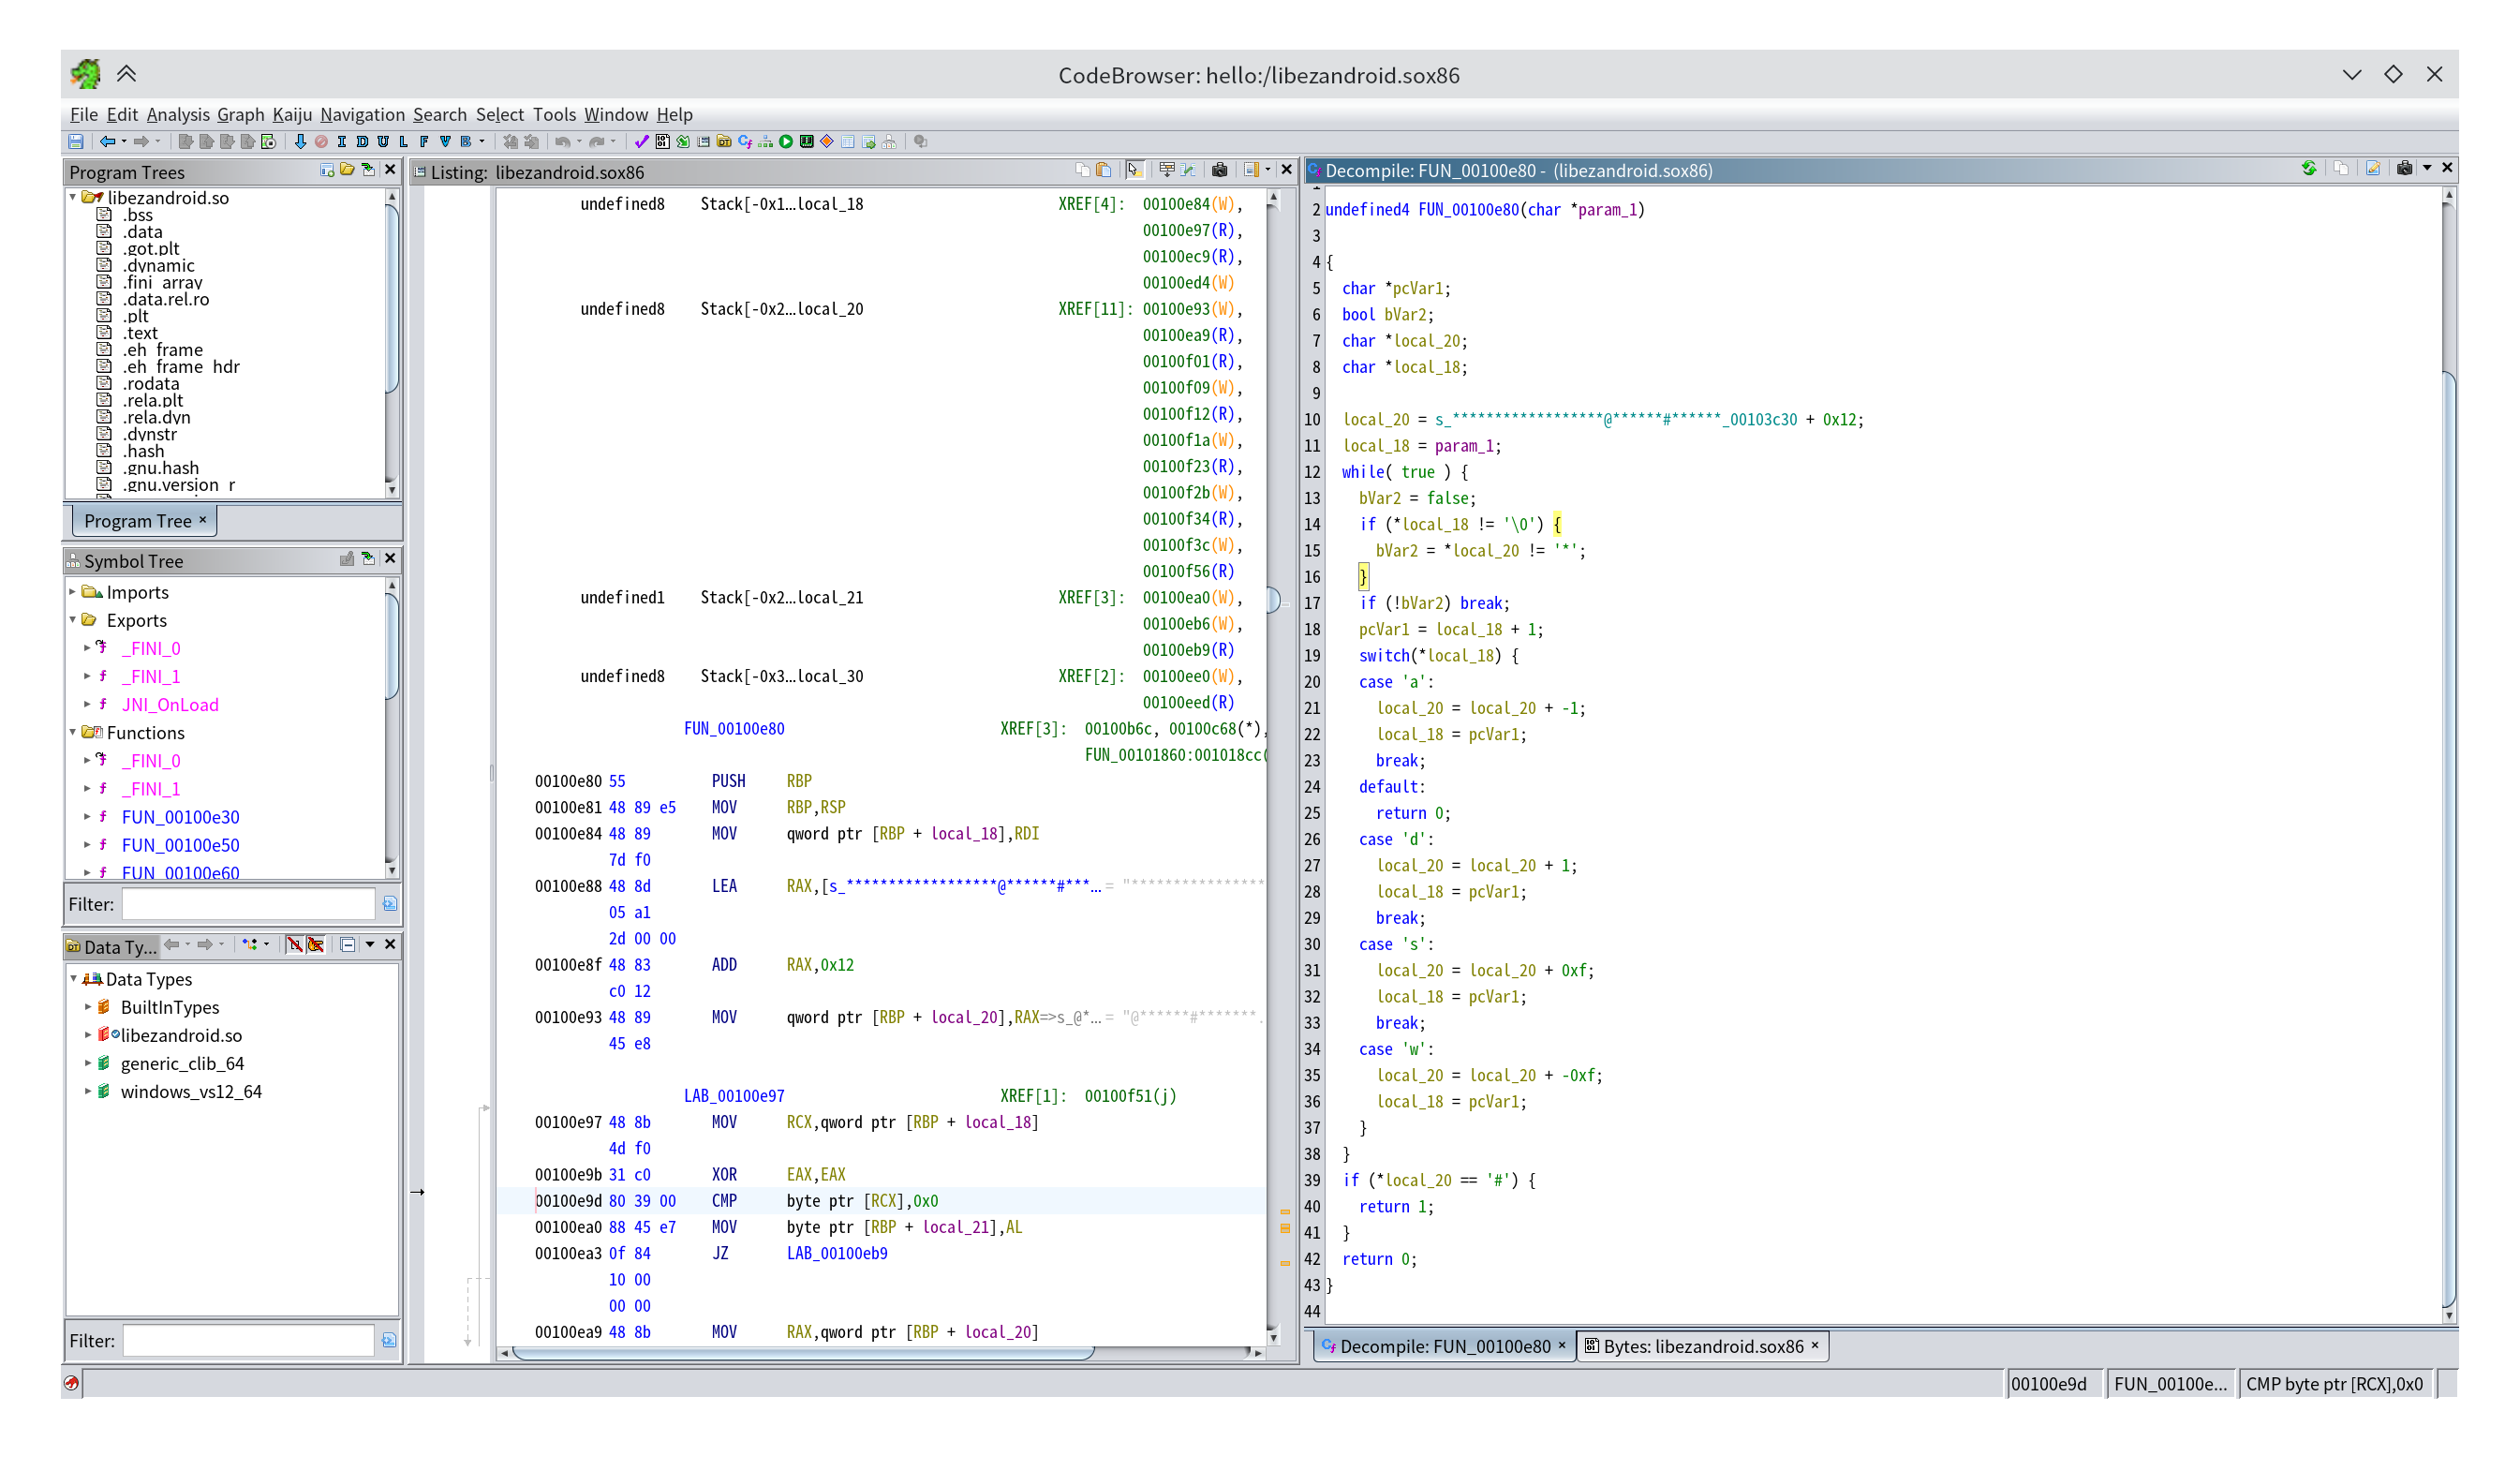 CodeBrowser: hello:/libezandroid.sox86
File Edit Analysis Graph Kaiju Navigation Search Select Tools Window Help
I D U L F V B
Program Trees
libezandroid.so
.bss
.data
.got.plt
.dynamic
.fini_array
.data.rel.ro
.plt
.text
.eh_frame
.eh_frame_hdr
.rodata
.rela.plt
.rela.dyn
.dynstr
.hash
.gnu.hash
.gnu.version_r
Program Tree ×
Symbol Tree
Imports
Exports
_FINI_0
_FINI_1
JNI_OnLoad
Functions
_FINI_0
_FINI_1
FUN_00100e30
FUN_00100e50
FUN_00100e60
Filter:
Data Ty...
Data Types
BuiltInTypes
libezandroid.so
generic_clib_64
windows_vs12_64
Filter:
Listing: libezandroid.sox86
undefined8 Stack[-0x1...local_18 XREF[4]: 00100e84(W),
00100e97(R),
00100ec9(R),
00100ed4(W)
undefined8 Stack[-0x2...local_20 XREF[11]: 00100e93(W),
00100ea9(R),
00100f01(R),
00100f09(W),
00100f12(R),
00100f1a(W),
00100f23(R),
00100f2b(W),
00100f34(R),
00100f3c(W),
00100f56(R)
undefined1 Stack[-0x2...local_21 XREF[3]: 00100ea0(W),
00100eb6(W),
00100eb9(R)
undefined8 Stack[-0x3...local_30 XREF[2]: 00100ee0(W),
00100eed(R)
FUN_00100e80 XREF[3]: 00100b6c, 00100c68(*),
FUN_00101860:001018cc(
00100e80 55 PUSH RBP
00100e81 48 89 e5 MOV RBP,RSP
00100e84 48 89 MOV qword ptr [RBP + local_18],RDI
7d f0
00100e88 48 8d LEA RAX,[s_******************@******#***... = "****************
05 a1
2d 00 00
00100e8f 48 83 ADD RAX,0x12
c0 12
00100e93 48 89 MOV qword ptr [RBP + local_20],RAX=>s_@*... = "@******#*******.
45 e8
LAB_00100e97 XREF[1]: 00100f51(j)
00100e97 48 8b MOV RCX,qword ptr [RBP + local_18]
4d f0
00100e9b 31 c0 XOR EAX,EAX
00100e9d 80 39 00 CMP byte ptr [RCX],0x0
00100ea0 88 45 e7 MOV byte ptr [RBP + local_21],AL
00100ea3 0f 84 JZ LAB_00100eb9
10 00
00 00
00100ea9 48 8b MOV RAX,qword ptr [RBP + local_20]
Decompile: FUN_00100e80 - (libezandroid.sox86)
2 undefined4 FUN_00100e80(char *param_1)
3
4 {
5 char *pcVar1;
6 bool bVar2;
7 char *local_20;
8 char *local_18;
9
10 local_20 = s_******************@******#******_00103c30 + 0x12;
11 local_18 = param_1;
12 while( true ) {
13 bVar2 = false;
14 if (*local_18 != '\0') {
15 bVar2 = *local_20 != '*';
16 }
17 if (!bVar2) break;
18 pcVar1 = local_18 + 1;
19 switch(*local_18) {
20 case 'a':
21 local_20 = local_20 + -1;
22 local_18 = pcVar1;
23 break;
24 default:
25 return 0;
26 case 'd':
27 local_20 = local_20 + 1;
28 local_18 = pcVar1;
29 break;
30 case 's':
31 local_20 = local_20 + 0xf;
32 local_18 = pcVar1;
33 break;
34 case 'w':
35 local_20 = local_20 + -0xf;
36 local_18 = pcVar1;
37 }
38 }
39 if (*local_20 == '#') {
40 return 1;
41 }
42 return 0;
43 }
44
Decompile: FUN_00100e80 × Bytes: libezandroid.sox86 ×
00100e9d FUN_00100e... CMP byte ptr [RCX],0x0